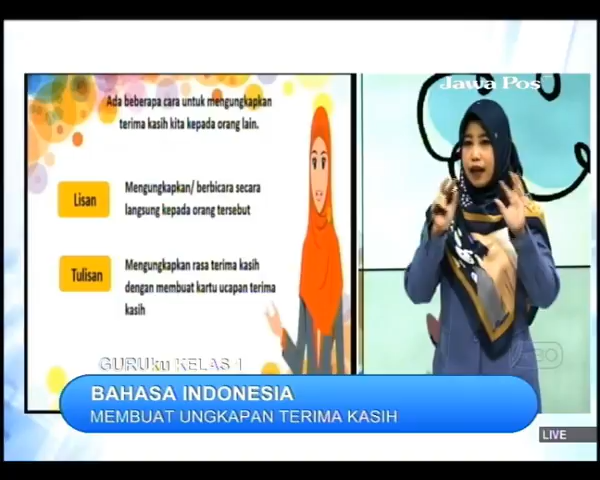 Jawa Pos
Ada beberapa cara untuk mengungkapkan
terima kasih kita kepada orang lain.
Lisan
Mengungkapkan/ berbicara secara
langsung kepada orang tersebut
Tulisan
Mengungkapkan rasa terima kasih
dengan membuat kartu ucapan terima
kasih
GURUku KELAS 1
BAHASA INDONESIA
MEMBUAT UNGKAPAN TERIMA KASIH
LIVE